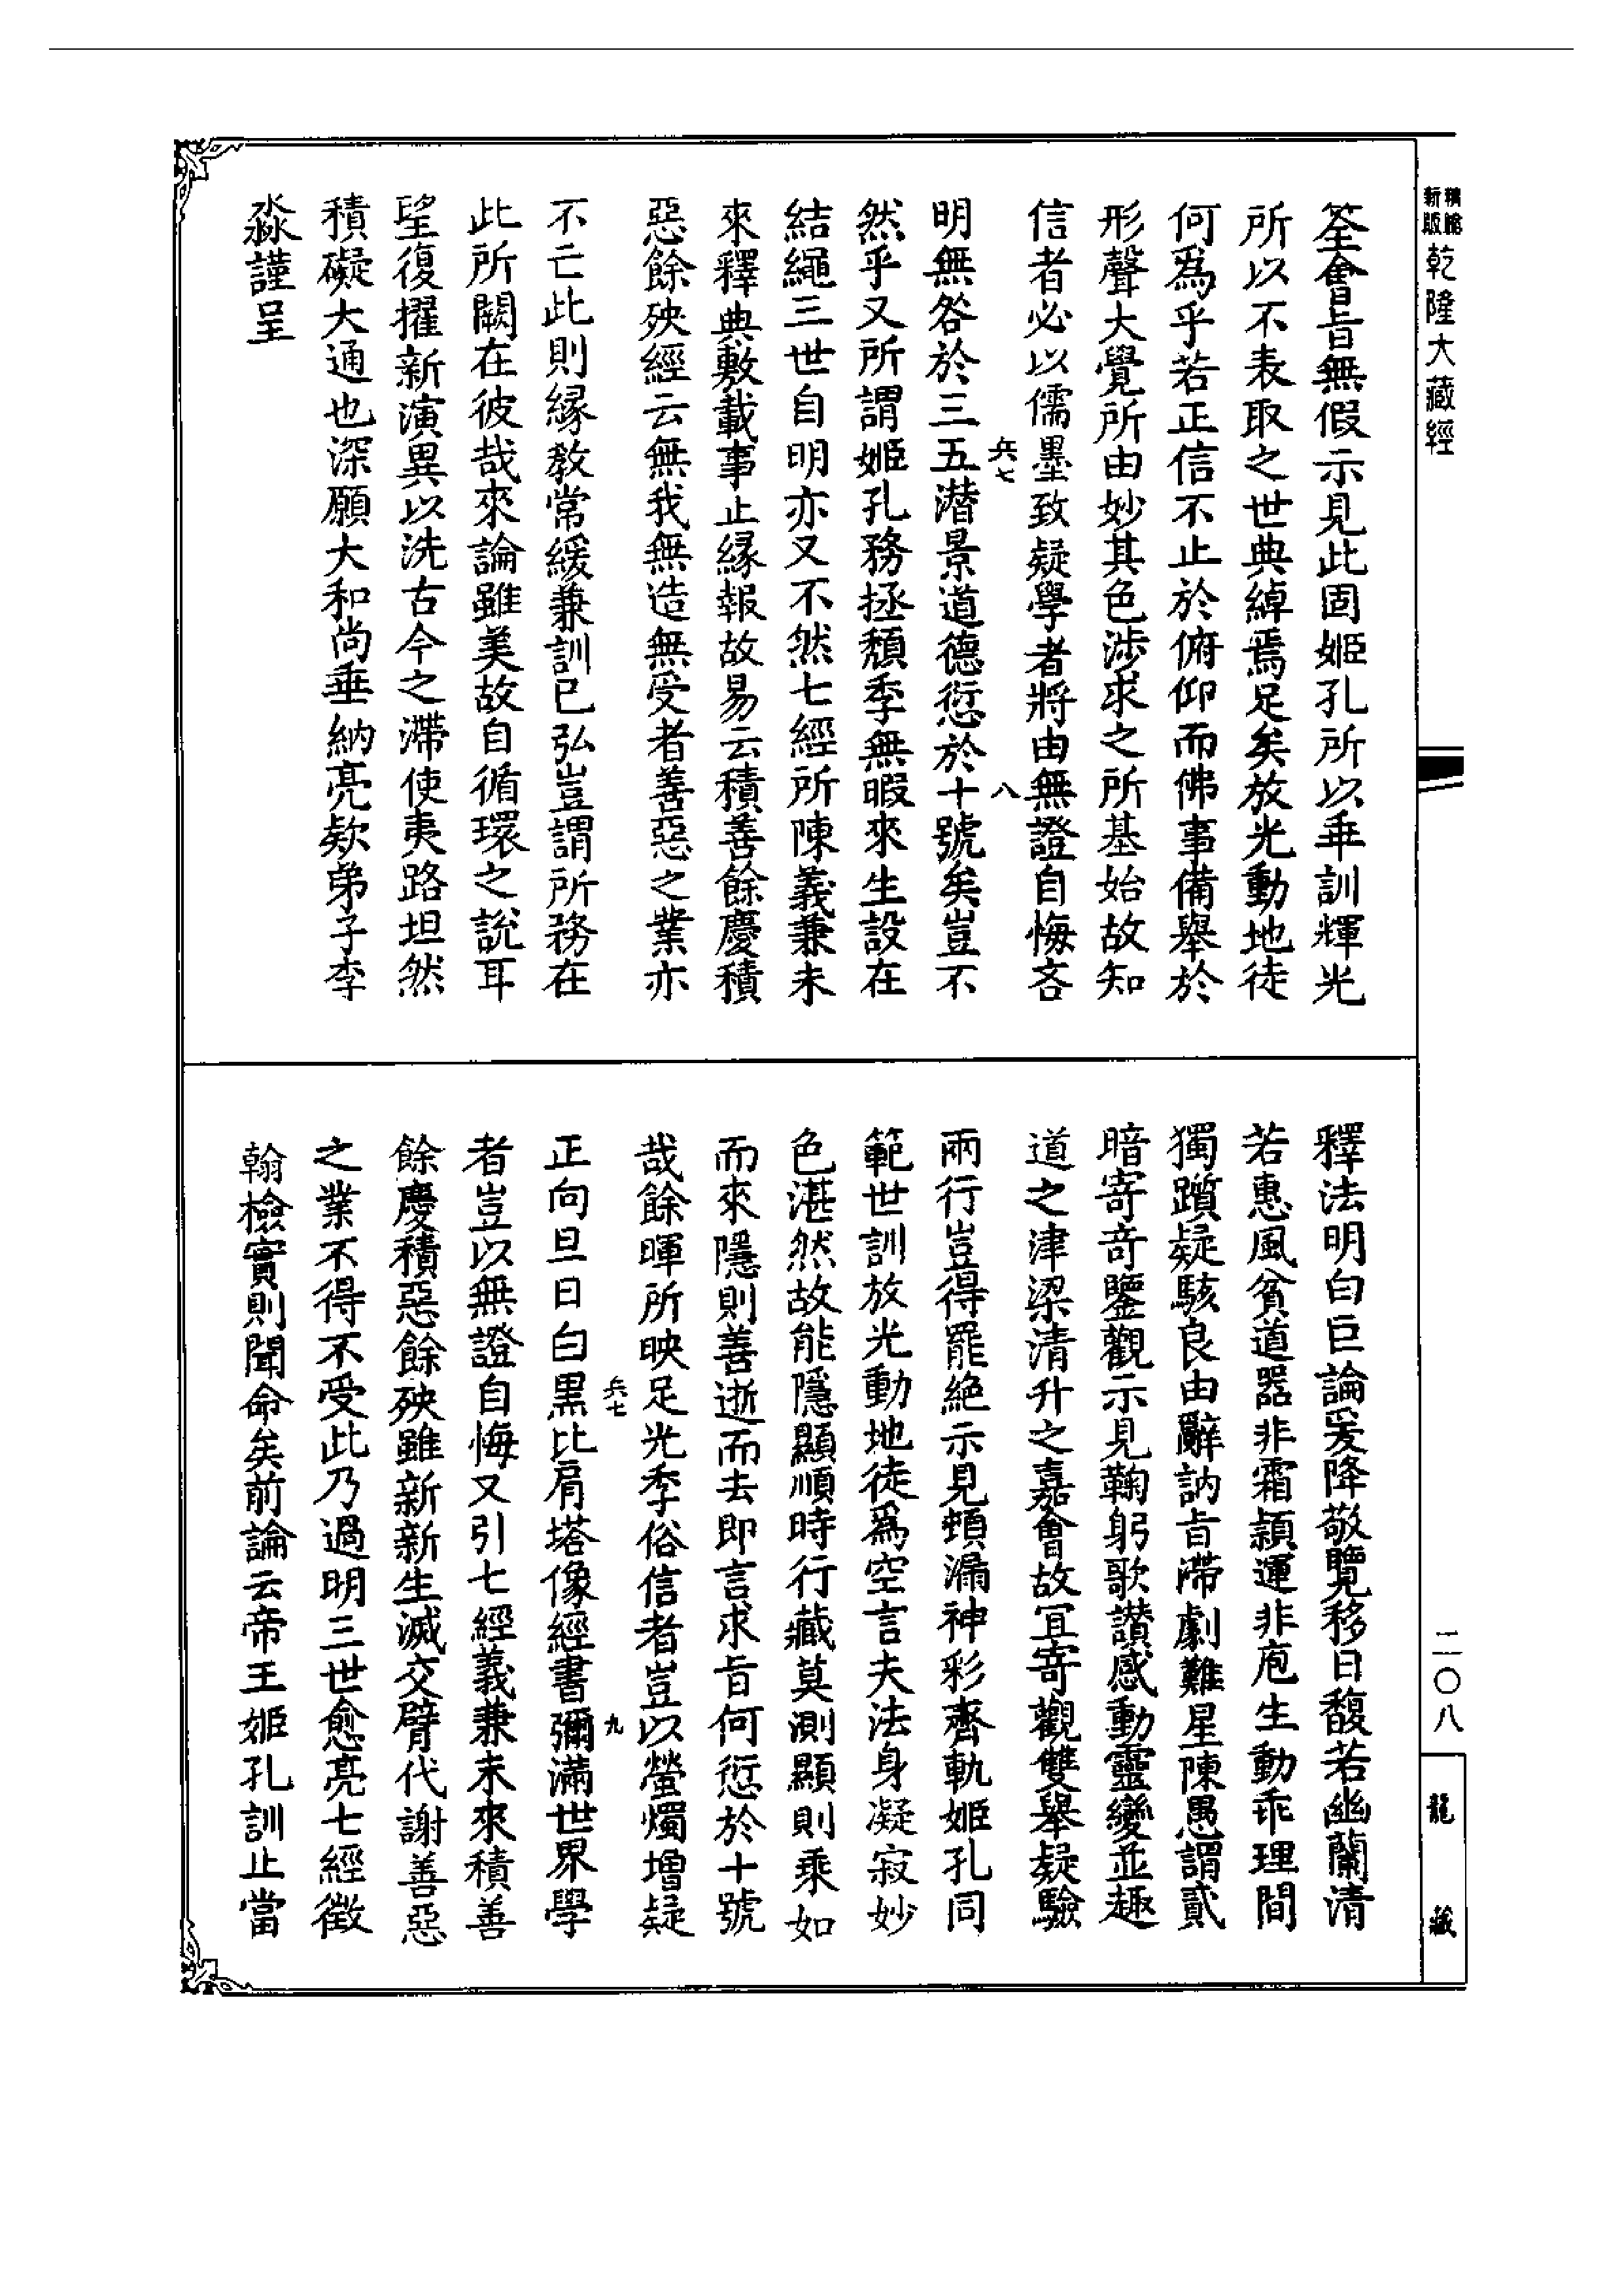 新版
精縮
乾隆大藏經
筌會旨無假示見此固姬孔所以垂訓輝光
所以不表取之世典綽焉足矣放光動地徒
何爲乎若正信不止於俯仰而佛事備舉於
形聲大覺所由妙其色涉求之所基始故知
信者必以儒墨致疑學者將由無證自悔吝
兵七
八
明無咎於三五潛景道德愆於十號矣豈不
然乎又所謂姬孔務拯頹季無暇來生設在
結繩三世自明亦又不然七經所陳義兼未
來釋典敷載事止緣報故易云積善餘慶積
惡餘殃經云無我無造無受者善惡之業亦
不亡此則緣教常緩兼訓已弘豈謂所務在
此所闕在彼哉來論雖美故自循環之說耳
望復擢新演異以洗古今之滯使夷路坦然
積礙大通也深願大和尚垂納亮欸弟子李
淼謹呈
釋法明白巨論爰降敬覽移日馥若幽蘭清
若惠風貧道器非霜穎運非庖生動乖理間
獨躓疑駭良由辭訥旨滯劇難星陳愚謂貳
暗寄奇鑒觀示見鞠躬歌讚感動靈變並趣
道之津梁清升之嘉會故宜寄觀雙舉疑驗
兩行豈得罷絕示見頓漏神彩齊軌姬孔同
範世訓放光動地徒爲空言夫法身凝寂妙
色湛然故能隱顯順時行藏莫測顯則乘如
而來隱則善逝而去即言求旨何愆於十號
哉餘暉所映足光季俗信者豈以螢燭增疑
兵七
九
正向旦日白黑比肩塔像經書彌滿世界學
者豈以無證自悔又引七經義兼未來積善
餘慶積惡餘殃雖新新生滅交臂代謝善惡
之業不得不受此乃過明三世愈亮七經徵
翰檢實則聞命矣前論云帝王姬孔訓止當
二〇八
龍藏